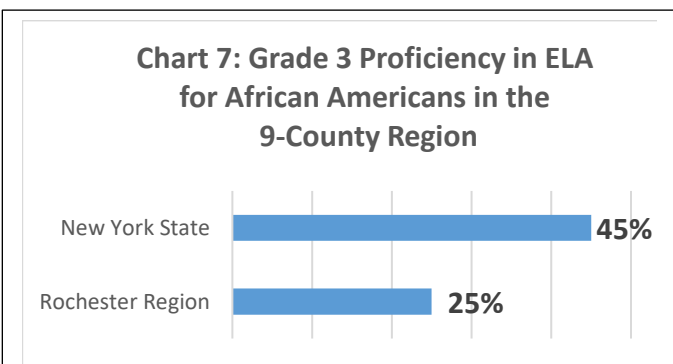 Chart 7: Grade 3 Proficiency in ELA
for African Americans in the
9-County Region
New York State
45%
Rochester Region
25%